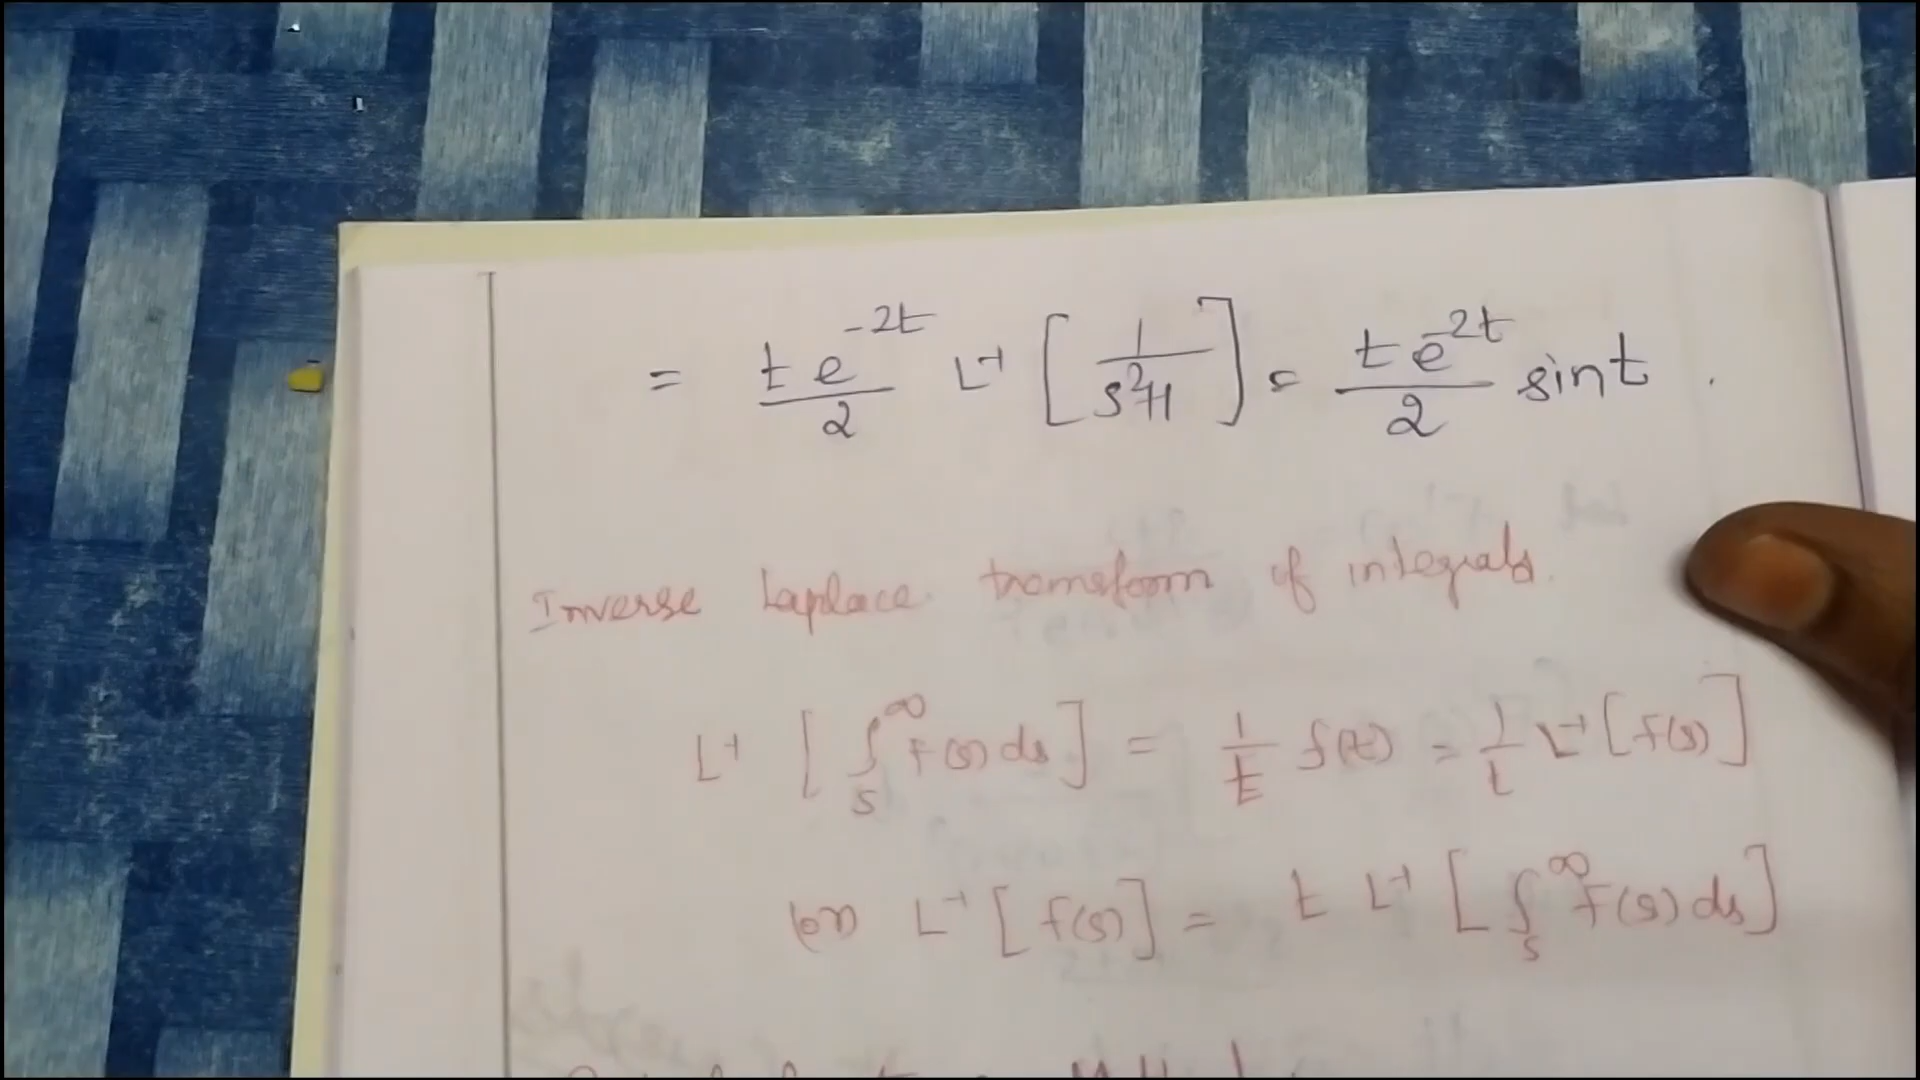 = t e^{-2t}/2 L^{-1} [1/(s^2+1)] = t e^{-2t}/2 sint .
Inverse Laplace transform of integrals.
L^{-1} [∫_s^∞ F(s) ds] = 1/t f(t) = 1/t L^{-1} [F(s)]
(or) L^{-1} [F(s)] = t L^{-1} [∫_s^∞ F(s) ds]